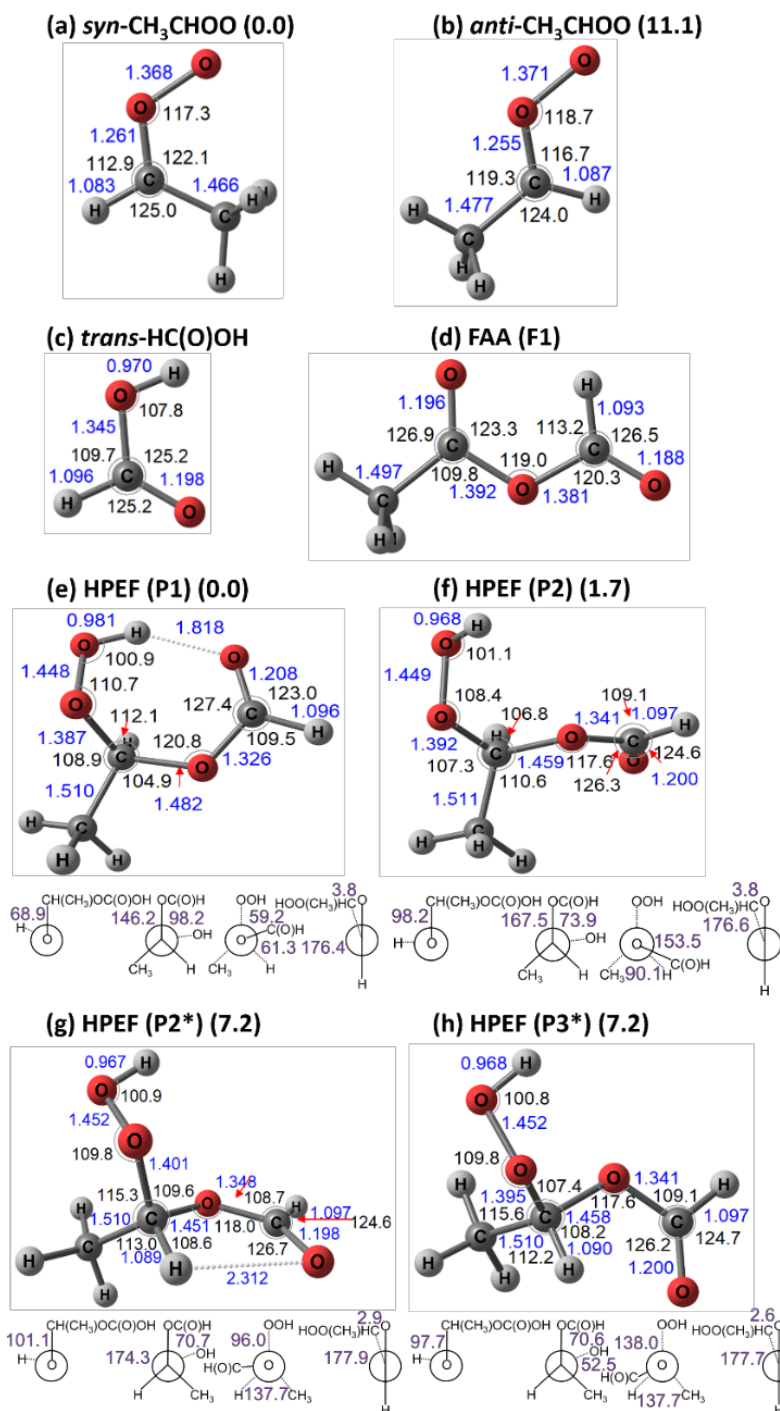 (a) syn-CH₃CHOO (0.0)
(b) anti-CH₃CHOO (11.1)
O
1.368
O
117.3
1.261
112.9
122.1
1.083
C
1.466
H
125.0
C
H
H
H
O
1.371
O
118.7
1.255
116.7
119.3
1.087
C
H
1.477
124.0
H
C
H
H
(c) trans-HC(O)OH
(d) FAA (F1)
0.970
H
O
107.8
1.345
109.7
125.2
1.096
C
1.198
H
125.2
O
O
H
1.196
1.093
126.9
123.3
113.2
126.5
C
119.0
C
1.188
H
1.497
109.8
120.3
C
1.392
O
1.381
O
H
H
(e) HPEF (P1) (0.0)
(f) HPEF (P2) (1.7)
0.981
H
1.818
O
100.9
O
1.448
1.208
110.7
123.0
O
127.4
C
1.096
112.1
H
H
1.387
120.8
109.5
108.9
C
O
1.326
104.9
1.510
1.482
H
C
H
H
0.968
H
O
101.1
1.449
108.4
109.1
O
106.8
1.341
1.097
H
H
1.392
O
C
124.6
107.3
C
1.459
117.6
O
110.6
126.3
1.200
1.511
C
H
H
H
CH(CH₃)OC(O)OH
68.9
H
O
OC(O)H
146.2
98.2
OH
CH₃
H
OOH
59.2
O
C(O)H
61.3
CH₃
H
3.8
HOO(CH₃)HC
O
176.4
H
CH(CH₃)OC(O)OH
98.2
H
O
OC(O)H
167.5
73.9
OH
CH₃
H
OOH
O
153.5
C(O)H
CH₃
90.1
H
3.8
HOO(CH₃)HC
O
176.6
H
(g) HPEF (P2*) (7.2)
(h) HPEF (P3*) (7.2)
0.967
H
O
100.9
1.452
O
109.8
1.401
1.348
115.3
109.6
O
108.7
H
H
1.510
C
1.451
118.0
C
1.097
124.6
C
113.0
108.6
1.198
H
1.089
126.7
H
H
2.312
O
0.968
H
O
100.8
1.452
109.8
O
O
1.341
H
1.395
107.4
117.6
109.1
H
115.6
C
1.458
C
1.097
C
1.510
108.2
126.2
124.7
H
112.2
1.090
H
H
1.200
O
CH(CH₃)OC(O)OH
101.1
H
O
OC(O)H
70.7
OH
174.3
H
CH₃
OOH
96.0
H(O)C
O
H
137.7
CH₃
2.9
HOO(CH₃)HC
O
177.9
H
CH(CH₃)OC(O)OH
97.7
H
O
OC(O)H
70.6
OH
52.5
H
CH₃
OOH
138.0
H(O)C
O
H
CH₃
137.7
2.6
HOO(CH₃)HC
O
177.7
H